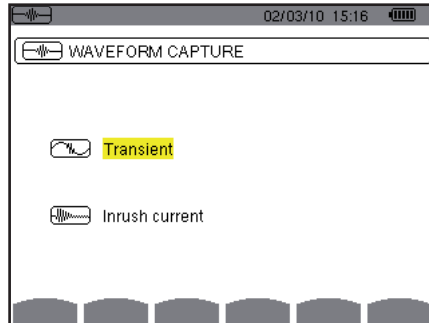 02/03/10 15:16
WAVEFORM CAPTURE
Transient
Inrush current